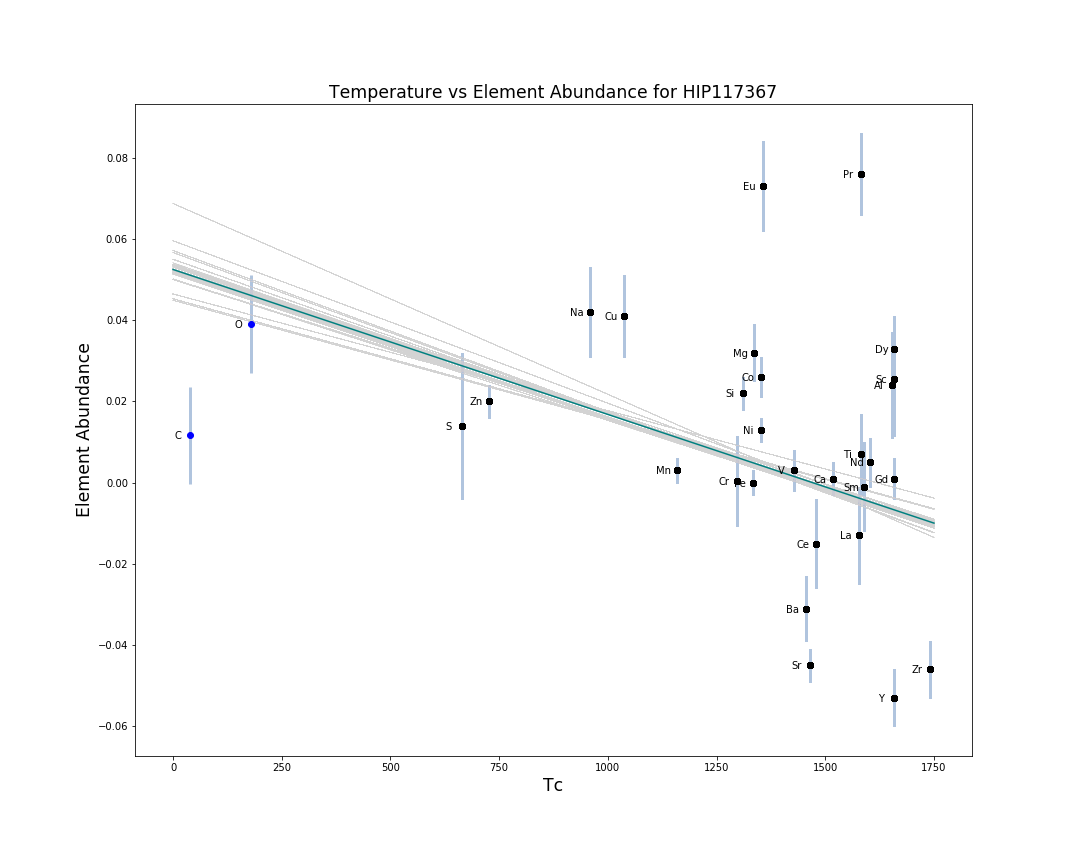 Temperature vs Element Abundance for HIP117367
Element Abundance
0.08
0.06
0.04
0.02
0.00
−0.02
−0.04
−0.06
Pr
Eu
Na
Cu
O
Mg
Dy
Co
Sc
Al
Si
Zn
S
Ni
C
Ti
Nd
Mn
V
Cr
Fe
Ca
Gd
Sm
La
Ce
Ba
Sr
Zr
Y
0
250
500
750
1000
1250
1500
1750
Tc